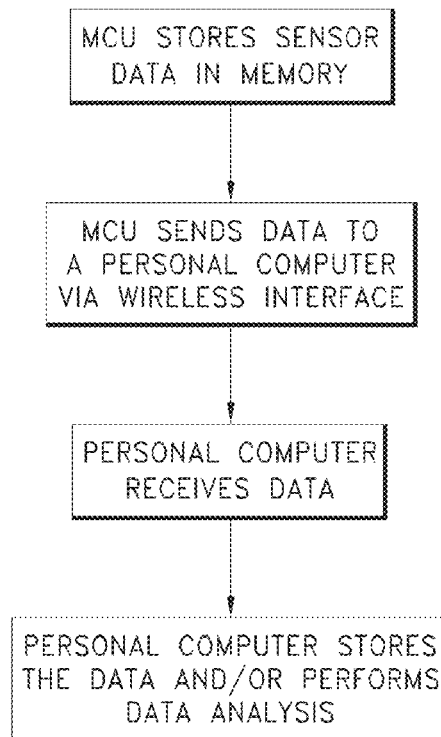 MCU STORES SENSOR
DATA IN MEMORY
MCU SENDS DATA TO
A PERSONAL COMPUTER
VIA WIRELESS INTERFACE
PERSONAL COMPUTER
RECEIVES DATA
PERSONAL COMPUTER STORES
THE DATA AND/OR PERFORMS
DATA ANALYSIS